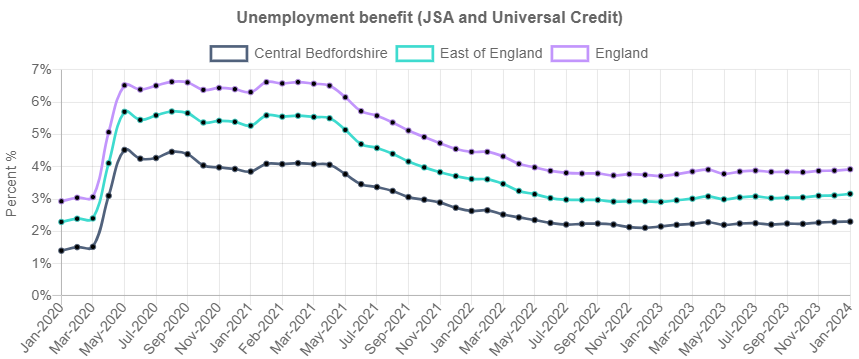 Unemployment benefit (JSA and Universal Credit)
Central Bedfordshire East of England England
Percent %
7%
6%
5%
4%
3%
2%
1%
0%
Jan-2020 Mar-2020 May-2020 Jul-2020 Sep-2020 Nov-2020 Jan-2021 Feb-2021 Mar-2021 May-2021 Jul-2021 Sep-2021 Nov-2021 Jan-2022 Mar-2022 May-2022 Jul-2022 Sep-2022 Nov-2022 Jan-2023 Mar-2023 May-2023 Jul-2023 Sep-2023 Nov-2023 Jan-2024